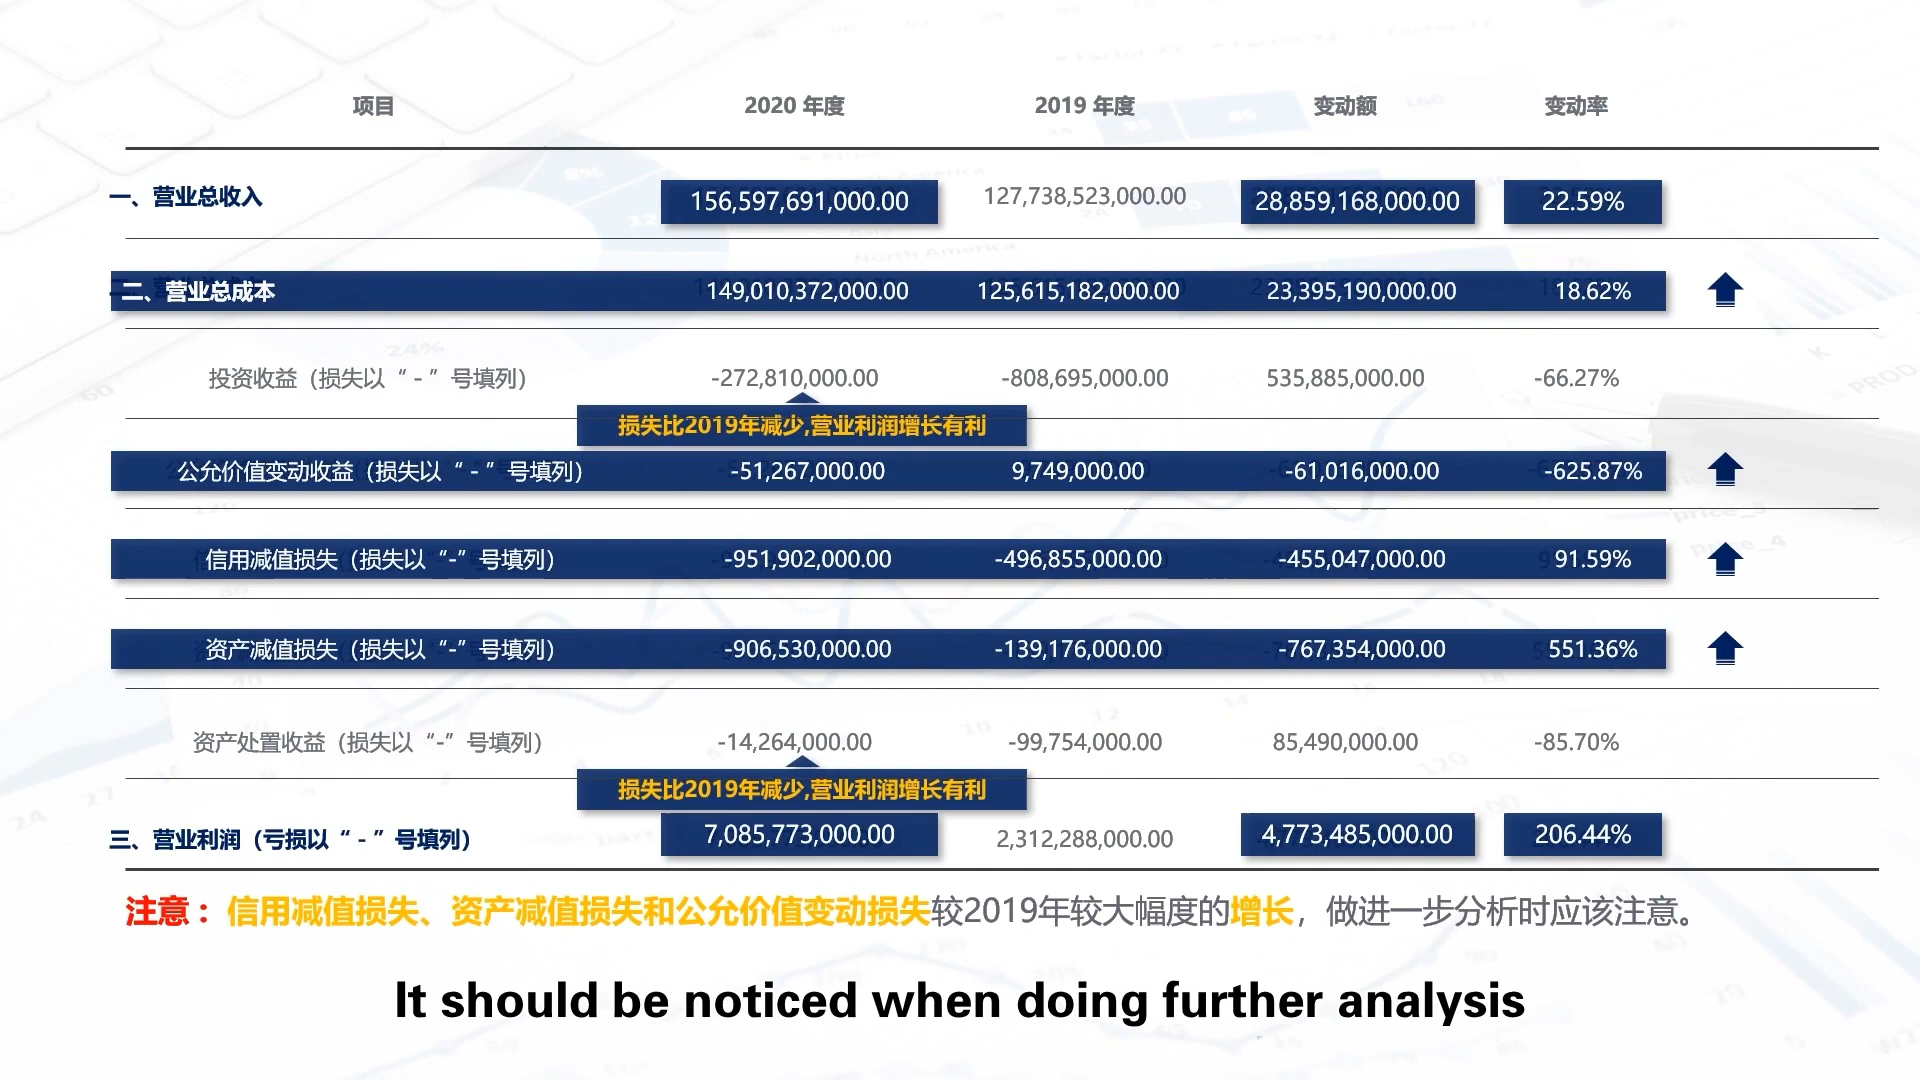 项目 2020 年度 2019 年度 变动额 变动率
一、营业总收入 156,597,691,000.00 127,738,523,000.00 28,859,168,000.00 22.59%
二、营业总成本 149,010,372,000.00 125,615,182,000.00 23,395,190,000.00 18.62%
投资收益（损失以“-”号填列） -272,810,000.00 -808,695,000.00 535,885,000.00 -66.27%
损失比2019年减少,营业利润增长有利
公允价值变动收益（损失以“-”号填列） -51,267,000.00 9,749,000.00 -61,016,000.00 -625.87%
信用减值损失（损失以“-”号填列） -951,902,000.00 -496,855,000.00 -455,047,000.00 91.59%
资产减值损失（损失以“-”号填列） -906,530,000.00 -139,176,000.00 -767,354,000.00 551.36%
资产处置收益（损失以“-”号填列） -14,264,000.00 -99,754,000.00 85,490,000.00 -85.70%
损失比2019年减少,营业利润增长有利
三、营业利润（亏损以“-”号填列） 7,085,773,000.00 2,312,288,000.00 4,773,485,000.00 206.44%
注意：信用减值损失、资产减值损失和公允价值变动损失较2019年较大幅度的增长，做进一步分析时应该注意。
It should be noticed when doing further analysis